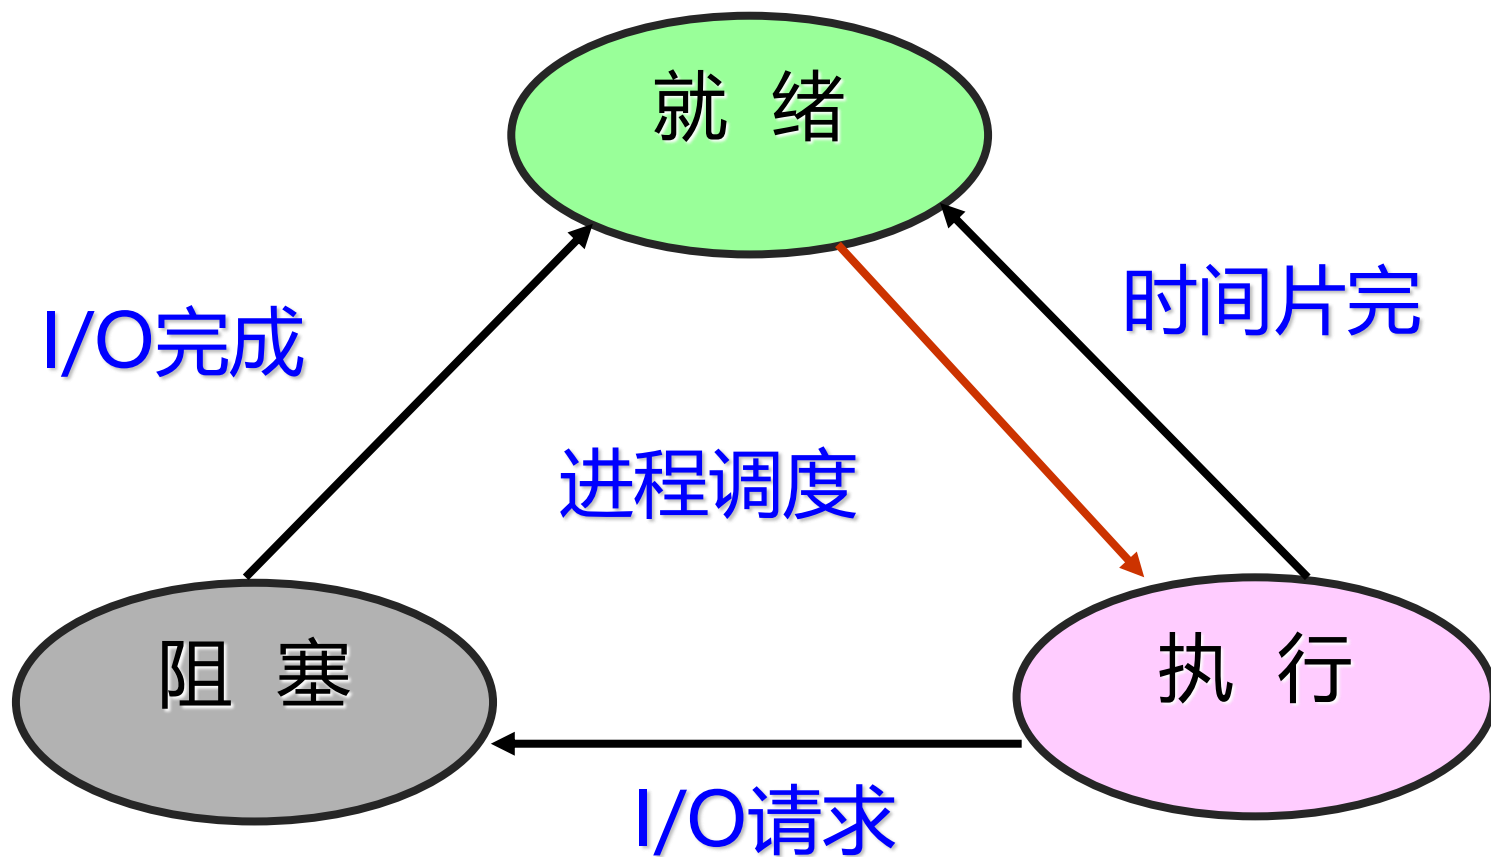 就 绪
时间片完
I/O完成
进程调度
阻 塞
执 行
I/O请求